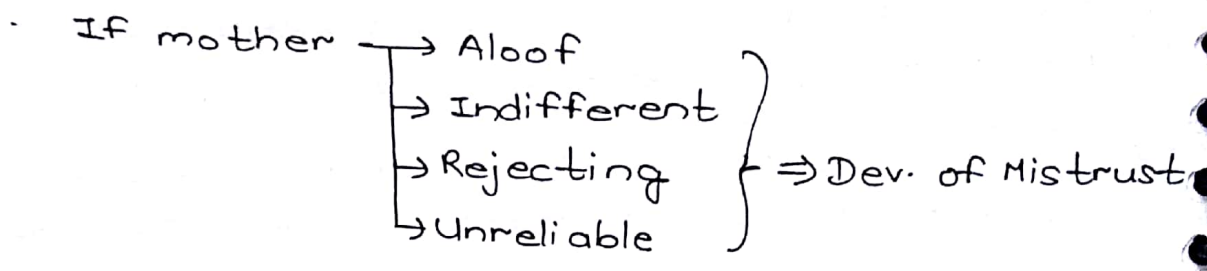 · If mother → Aloof
→ Indifferent
→ Rejecting } ⇒ Dev. of Mistrust
→ Unreliable